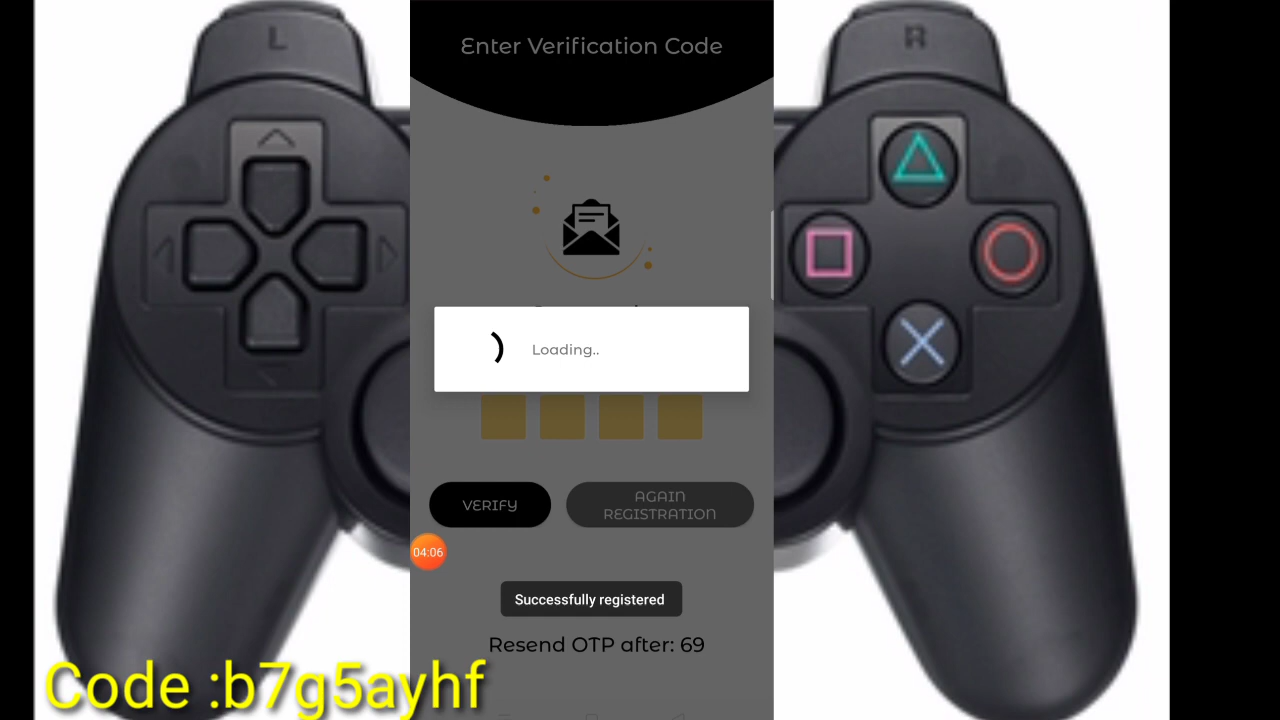 L
R
Enter Verification Code
Loading..
VERIFY
AGAIN
REGISTRATION
04:06
Successfully registered
Resend OTP after: 69
Code :b7g5ayhf